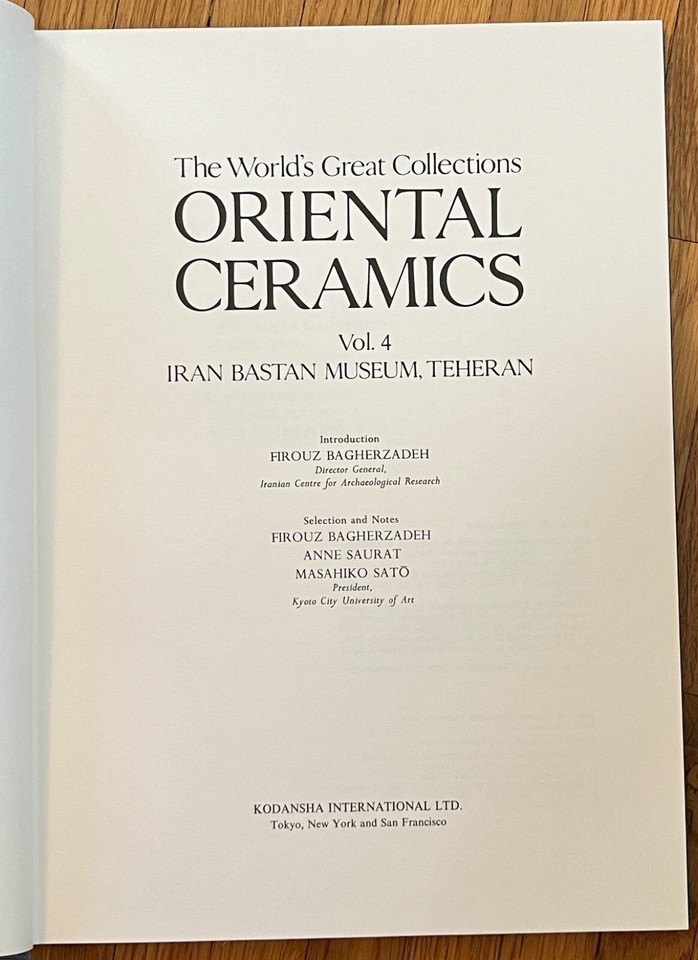 The World's Great Collections
ORIENTAL
CERAMICS
Vol. 4
IRAN BASTAN MUSEUM, TEHERAN
Introduction
FIROUZ BAGHERZADEH
Director General,
Iranian Centre for Archaeological Research
Selection and Notes
FIROUZ BAGHERZADEH
ANNE SAURAT
MASAHIKO SATŌ
President,
Kyoto City University of Art
KODANSHA INTERNATIONAL LTD.
Tokyo, New York and San Francisco